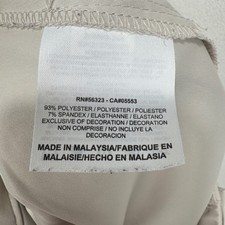 RN#56323 - CA#05553
93% POLYESTER / POLYESTER / POLIESTER
7% SPANDEX / ELASTHANNE / ELASTANO
EXCLUSIVE OF DECORATION / DECORATION
NON COMPRISE / NO INCLUYE LA
DECORACION
MADE IN MALAYSIA/FABRIQUE EN
MALAISIE/HECHO EN MALASIA